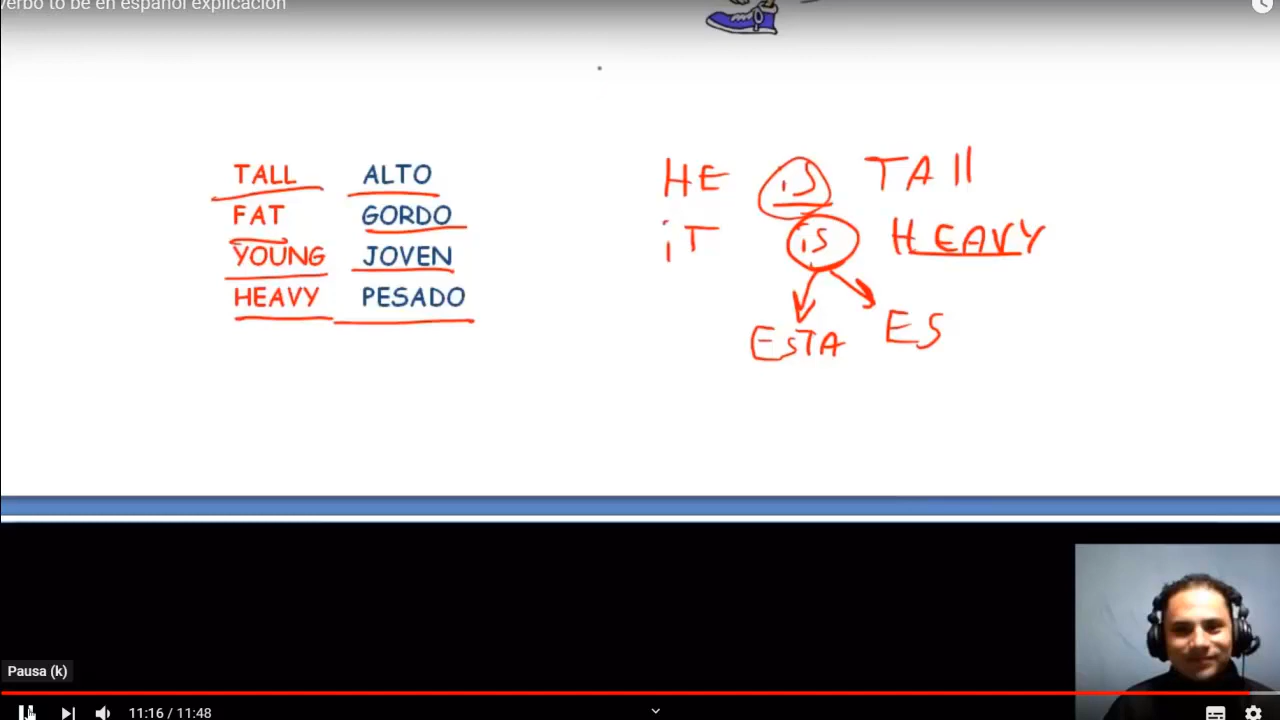 verbo to be en español explicación
TALL ALTO
FAT GORDO
YOUNG JOVEN
HEAVY PESADO
HE iS TAll
iT iS HEAVY
ESTA ES
Pausa (k)
11:16 / 11:48